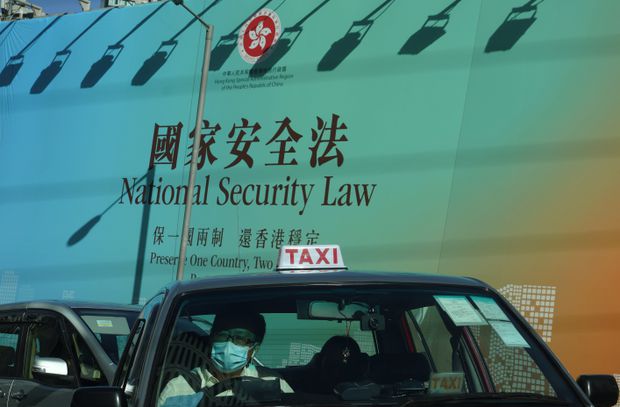 中華人民共和國香港特別行政區
Hong Kong Special Administrative Region
of the People's Republic of China
國家安全法
National Security Law
保一國兩制 還香港穩定
Preserve One Country, Two
TAXI
TAXI